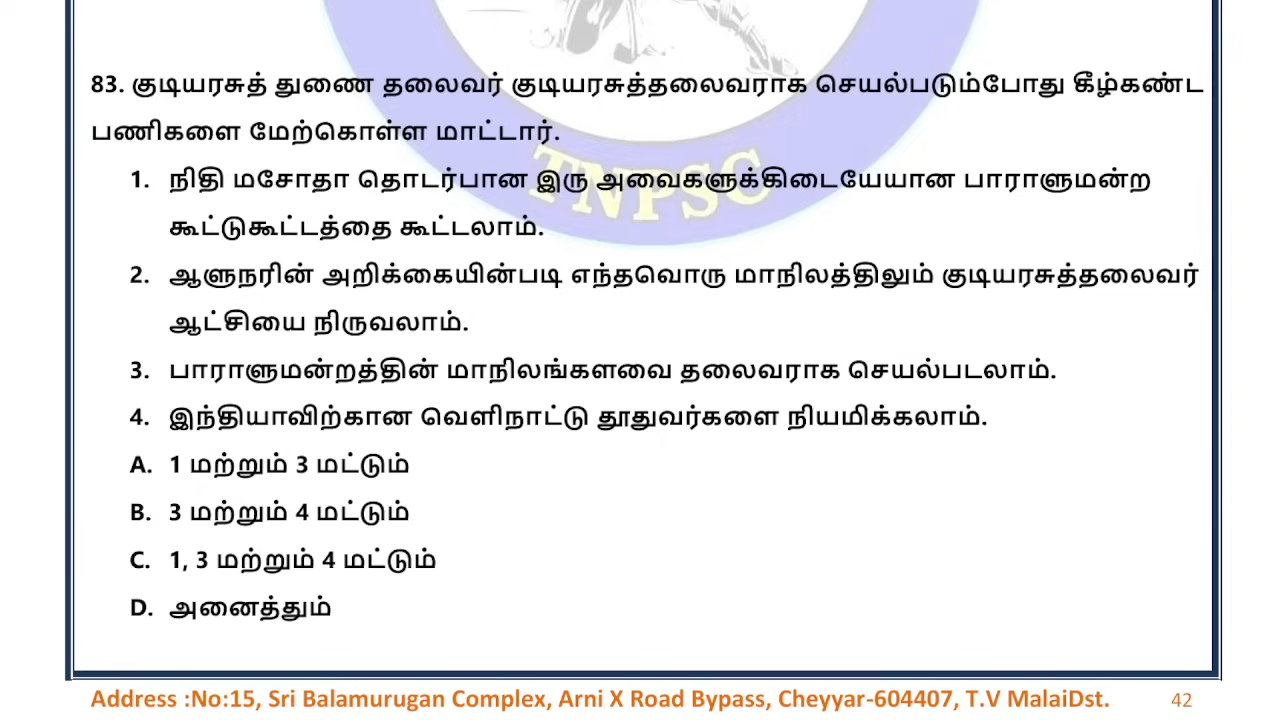 83. குடியரசுத் துணை தலைவர் குடியரசுத்தலைவராக செயல்படும்போது கீழ்கண்ட
பணிகளை மேற்கொள்ள மாட்டார்.
1. நிதி மசோதா தொடர்பான இரு அவைகளுக்கிடையேயான பாராளுமன்ற
கூட்டுகூட்டத்தை கூட்டலாம்.
2. ஆளுநரின் அறிக்கையின்படி எந்தவொரு மாநிலத்திலும் குடியரசுத்தலைவர்
ஆட்சியை நிருவலாம்.
3. பாராளுமன்றத்தின் மாநிலங்களவை தலைவராக செயல்படலாம்.
4. இந்தியாவிற்கான வெளிநாட்டு தூதுவர்களை நியமிக்கலாம்.
A. 1 மற்றும் 3 மட்டும்
B. 3 மற்றும் 4 மட்டும்
C. 1, 3 மற்றும் 4 மட்டும்
D. அனைத்தும்
TNPSC
Address :No:15, Sri Balamurugan Complex, Arni X Road Bypass, Cheyyar-604407, T.V MalaiDst. 42